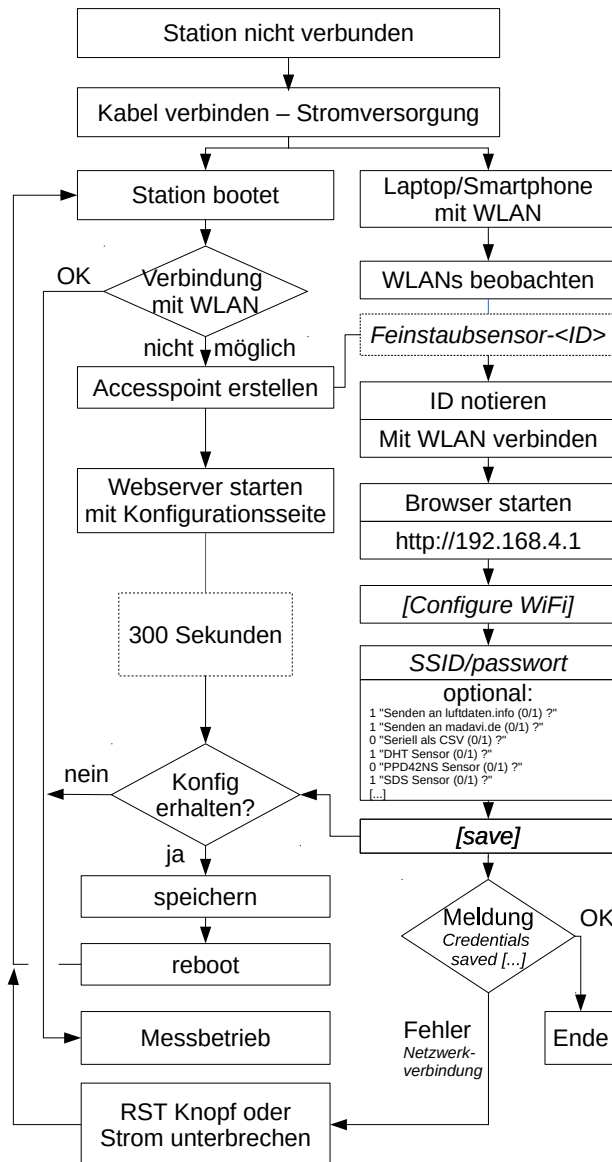 Station nicht verbunden
Kabel verbinden – Stromversorgung
Station bootet
Laptop/Smartphone
mit WLAN
OK
Verbindung
mit WLAN
WLANs beobachten
nicht möglich
Feinstaubsensor-<ID>
Accesspoint erstellen
ID notieren
Mit WLAN verbinden
Webserver starten
mit Konfigurationsseite
Browser starten
http://192.168.4.1
[Configure WiFi]
300 Sekunden
SSID/passwort
optional:
1 "Senden an luftdaten.info (0/1) ?"
1 "Senden an madavi.de (0/1) ?"
0 "Seriell als CSV (0/1) ?"
1 "DHT Sensor (0/1) ?"
0 "PPD42NS Sensor (0/1) ?"
1 "SDS Sensor (0/1) ?"
[...]
nein
Konfig
erhalten?
[save]
ja
speichern
Meldung
Credentials
saved [...]
OK
reboot
Messbetrieb
Fehler
Netzwerk-
verbindung
Ende
RST Knopf oder
Strom unterbrechen